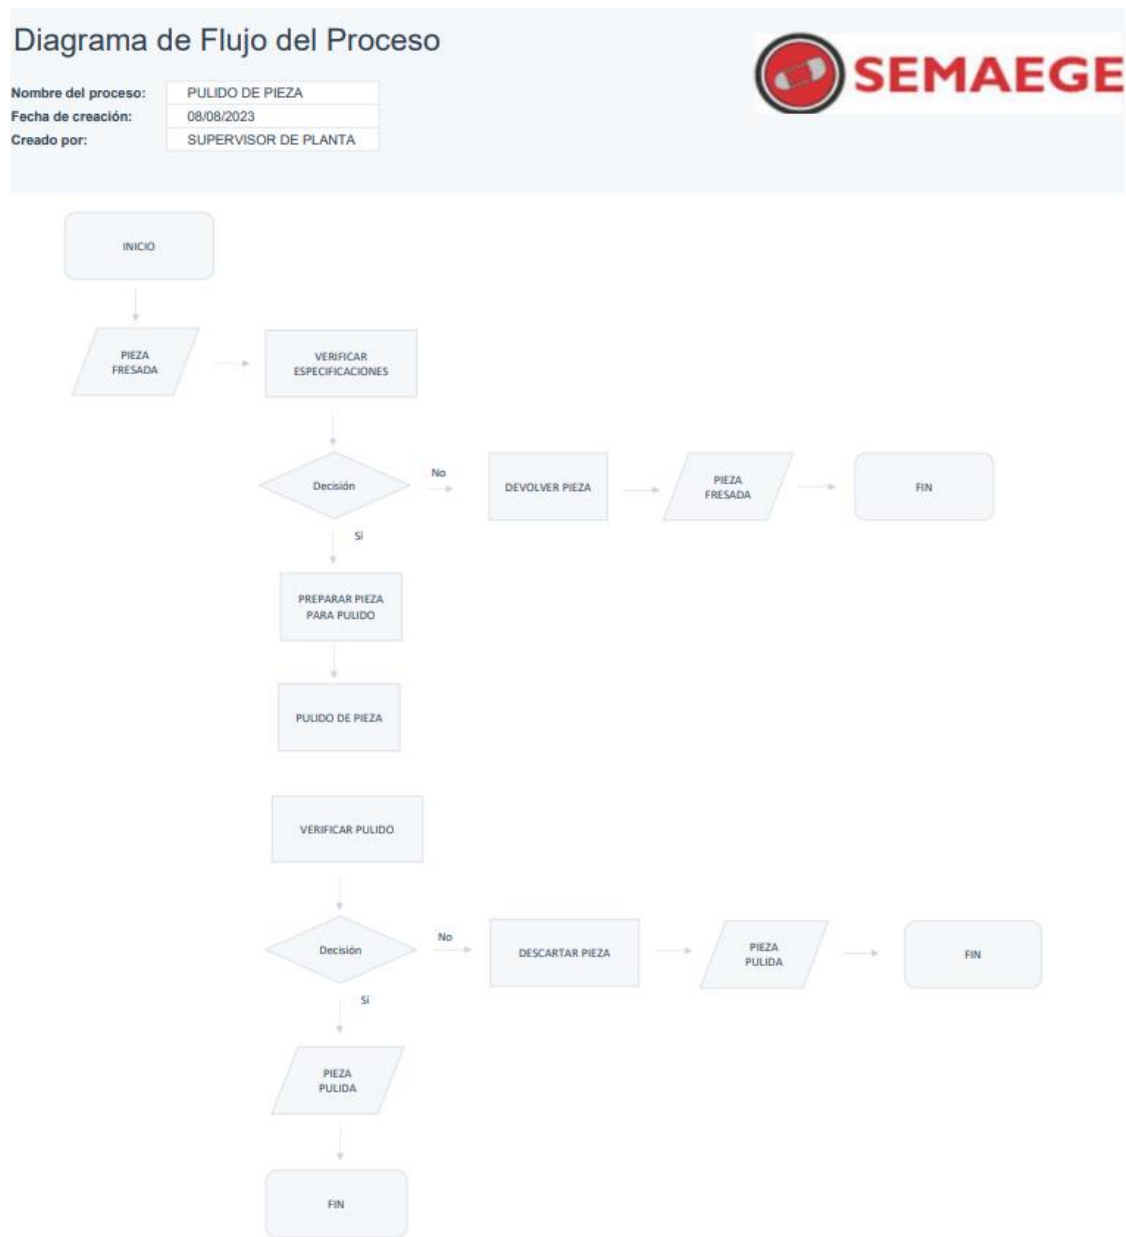 Diagrama de Flujo del Proceso
SEMAEGE
Nombre del proceso: PULIDO DE PIEZA
Fecha de creación: 08/08/2023
Creado por: SUPERVISOR DE PLANTA
INICIO
PIEZA
FRESADA
VERIFICAR
ESPECIFICACIONES
Decisión
No
DEVOLVER PIEZA
PIEZA
FRESADA
FIN
Sí
PREPARAR PIEZA
PARA PULIDO
PULIDO DE PIEZA
VERIFICAR PULIDO
Decisión
No
DESCARTAR PIEZA
PIEZA
PULIDA
FIN
Sí
PIEZA
PULIDA
FIN